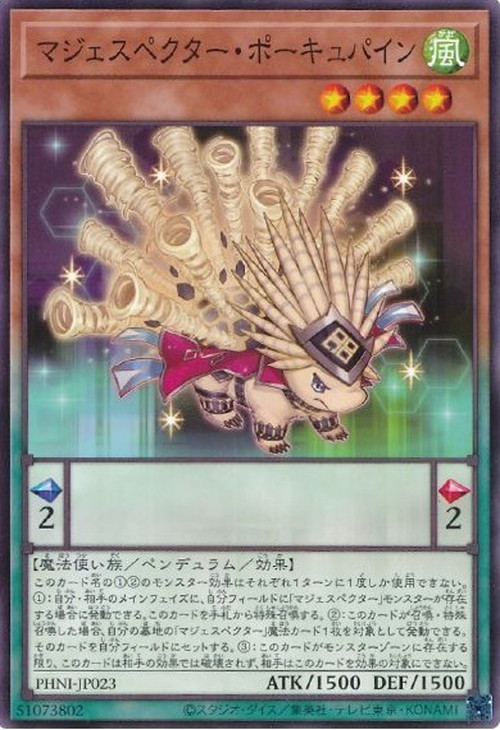 マジェスペクター・ポーキュパイン
風
2
2
【魔法使い族／ペンデュラム／効果】
このカード名の①②のモンスター効果はそれぞれ１ターンに１度しか使用できない。
①：自分・相手のメインフェイズに、自分フィールドに「マジェスペクター」モンスターが存在
する場合に発動できる。このカードを手札から特殊召喚する。②：このカードが召喚・特殊
召喚した場合、自分の墓地の「マジェスペクター」魔法カード１枚を対象として発動できる。
そのカードを自分フィールドにセットする。③：このカードがモンスターゾーンに存在する
限り、このカードは相手の効果では破壊されず、相手はこのカードを効果の対象にできない。
PHNI-JP023
ATK/1500 DEF/1500
51073802
©スタジオ・ダイス／集英社・テレビ東京・KONAMI